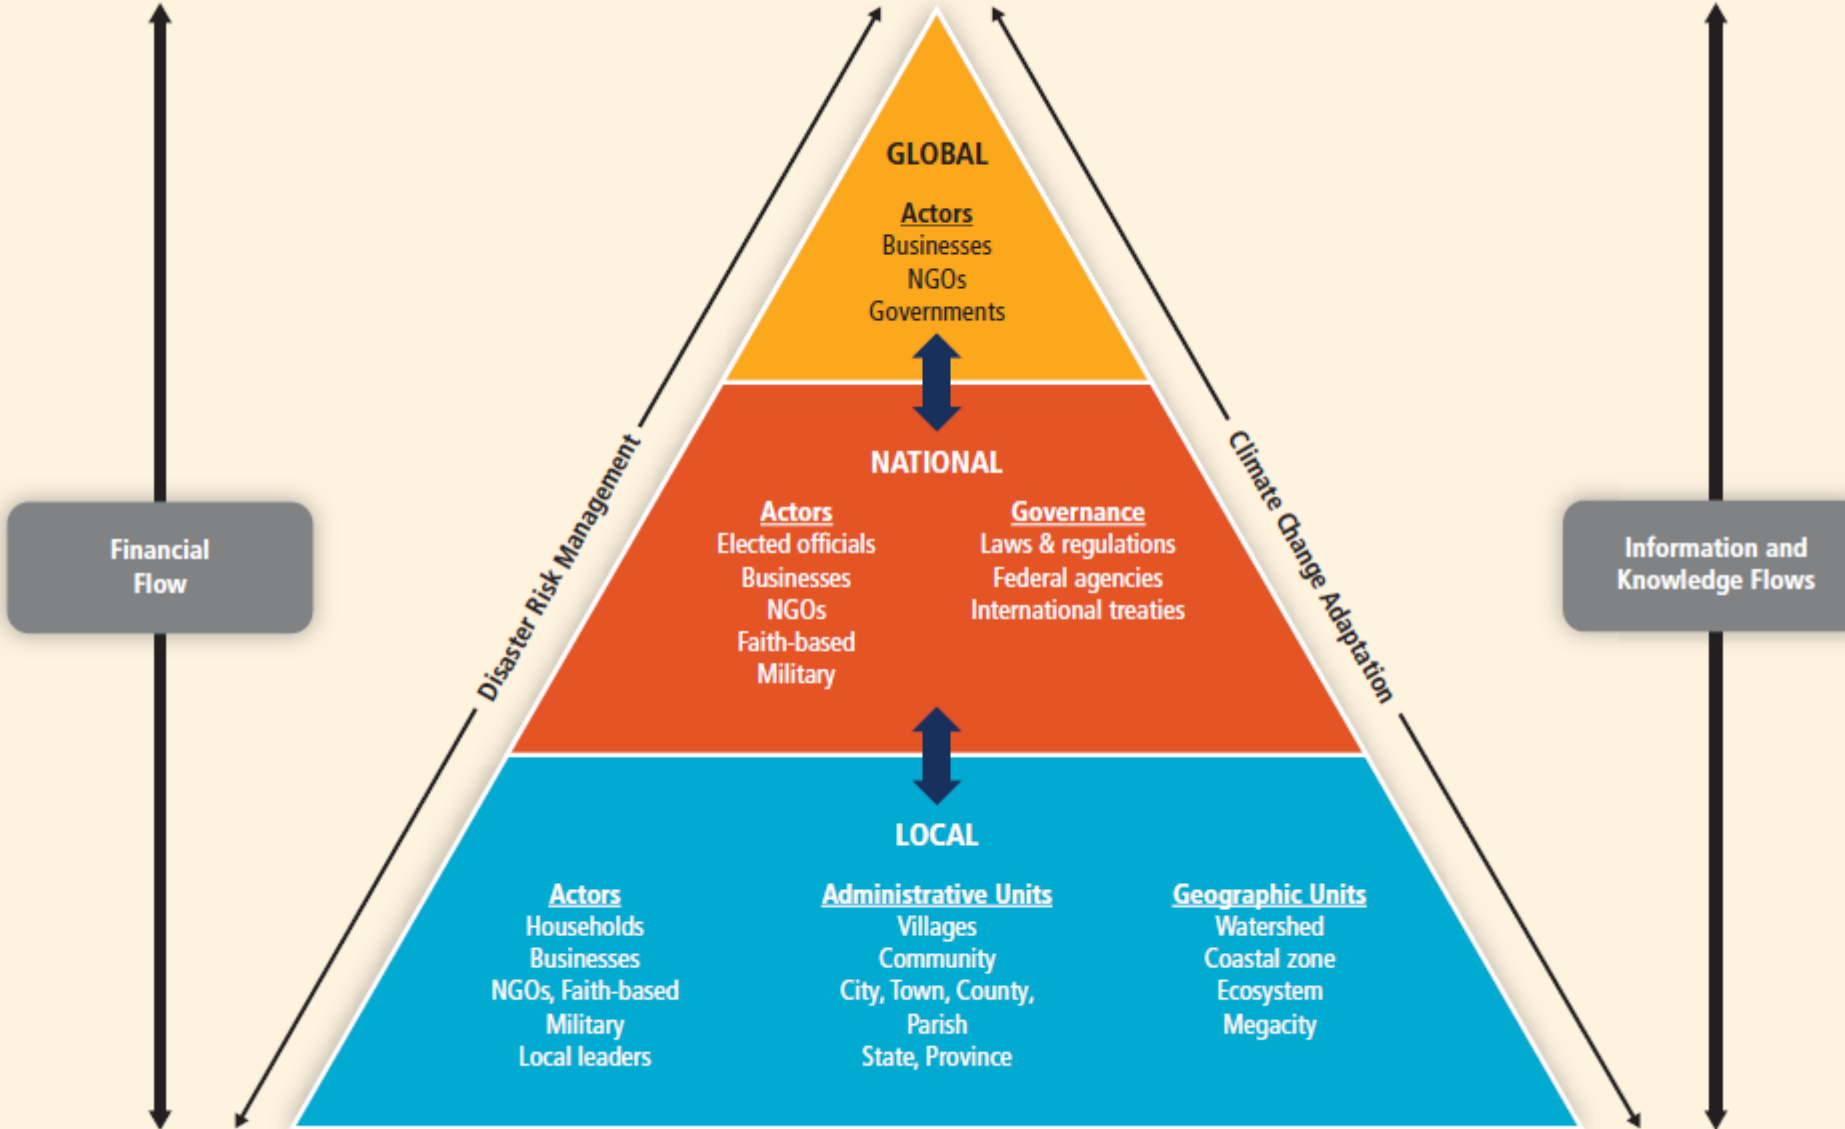 GLOBAL
Actors
Businesses
NGOs
Governments
Disaster Risk Management
Climate Change Adaptation
Financial
Flow
Information and
Knowledge Flows
NATIONAL
Actors
Elected officials
Businesses
NGOs
Faith-based
Military
Governance
Laws & regulations
Federal agencies
International treaties
LOCAL
Actors
Households
Businesses
NGOs, Faith-based
Military
Local leaders
Administrative Units
Villages
Community
City, Town, County,
Parish
State, Province
Geographic Units
Watershed
Coastal zone
Ecosystem
Megacity